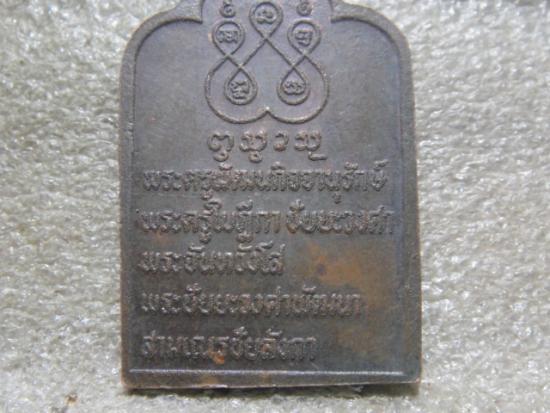 พระครูพัฒนกิจจานุรักษ์
พระครูใบฎีกา ชัยยะวงศา
พระจันทวังโส
พระชัยยะวงศาพัฒนา
สามเณรชัยลังกา